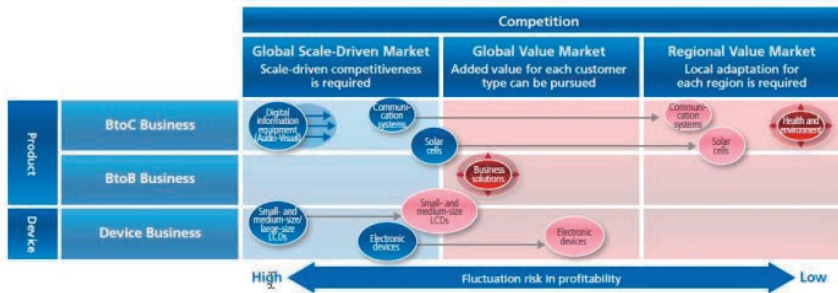 Competition
Global Scale-Driven Market
Scale-driven competitiveness
is required
Global Value Market
Added value for each customer
type can be pursued
Regional Value Market
Local adaptation for
each region is required
Product
BtoC Business
Digital
information
equipment
(Audio-Visual)
Communi-
cation
systems
Communi-
cation
systems
Health and
environment
Solar
cells
Solar
cells
BtoB Business
Business
solutions
Device
Device Business
Small- and
medium-size/
large-size
LCDs
Small- and
medium-size
LCDs
Electronic
devices
Electronic
devices
High
Fluctuation risk in profitability
Low